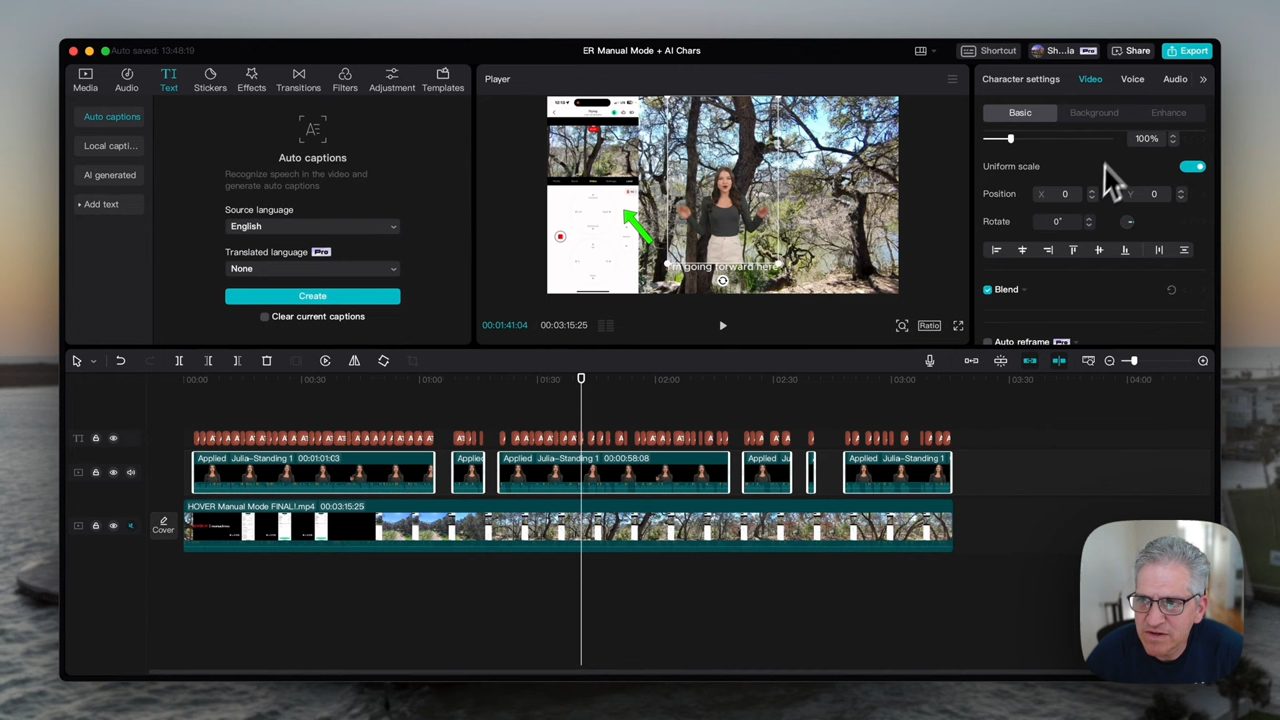 Auto saved: 13:48:19
ER Manual Mode + AI Chars
Shortcut
Sh...ia
Pro
Share
Export
Media
Audio
TI
Text
Stickers
Effects
Transitions
Filters
Adjustment
Templates
Player
Character settings
Video
Voice
Audio
Auto captions
Local capti...
AI generated
Add text
Auto captions
Recognize speech in the video and
generate auto captions
Source language
English
Translated language Pro
None
Create
Clear current captions
I'm going forward here
00:01:41:04
00:03:15:25
Ratio
Basic
Background
Enhance
100%
Uniform scale
Position
X 0
Y 0
Rotate
0°
Blend
Auto reframe Pro
00:00
00:30
01:00
01:30
02:00
02:30
03:00
03:30
04:00
TI
Applied Julia–Standing 1 00:01:01:03
Applied
Applied Julia–Standing 1 00:00:58:08
Applied Ju
Applied Julia–Standing 1
Cover
HOVER Manual Mode FINAL!.mp4 00:03:15:25